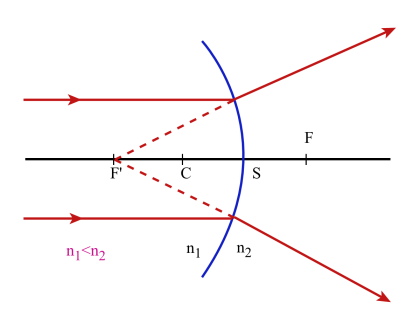 F
F' C S
n₁<n₂ n₁ n₂